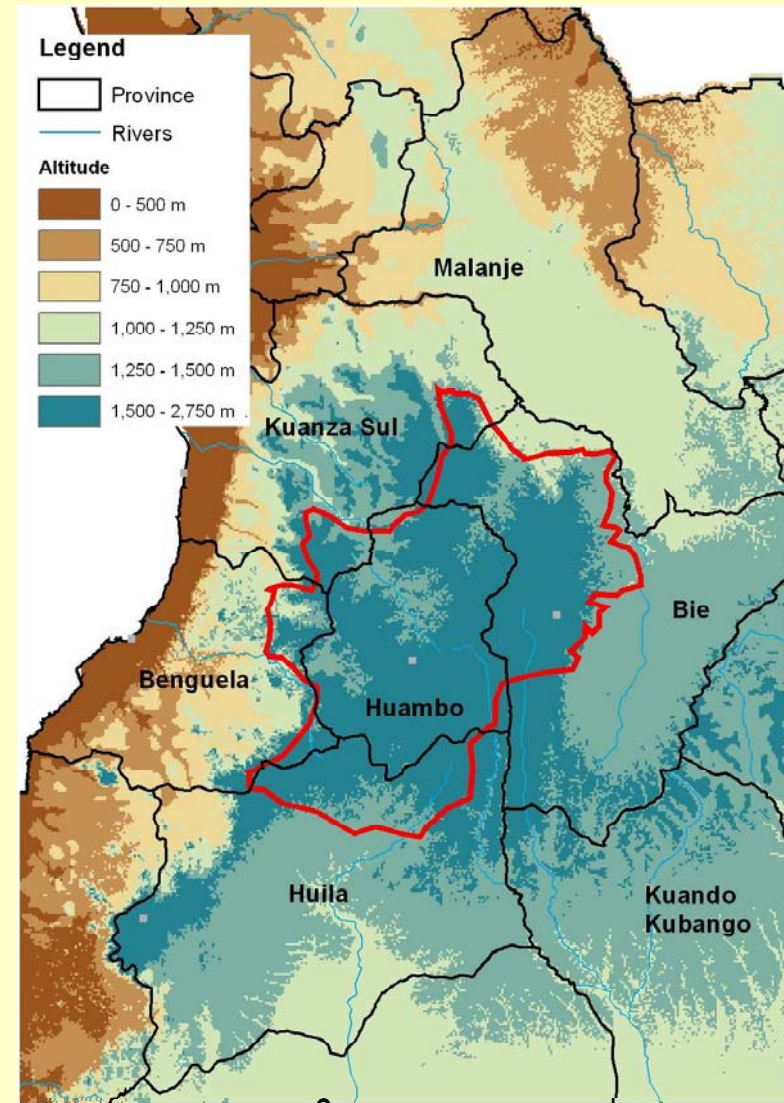 Legend
Province
Rivers
Altitude
0 - 500 m
500 - 750 m
750 - 1,000 m
1,000 - 1,250 m
1,250 - 1,500 m
1,500 - 2,750 m
Malanje
Kuanza Sul
Bie
Benguela
Huambo
Huila
Kuando
Kubango